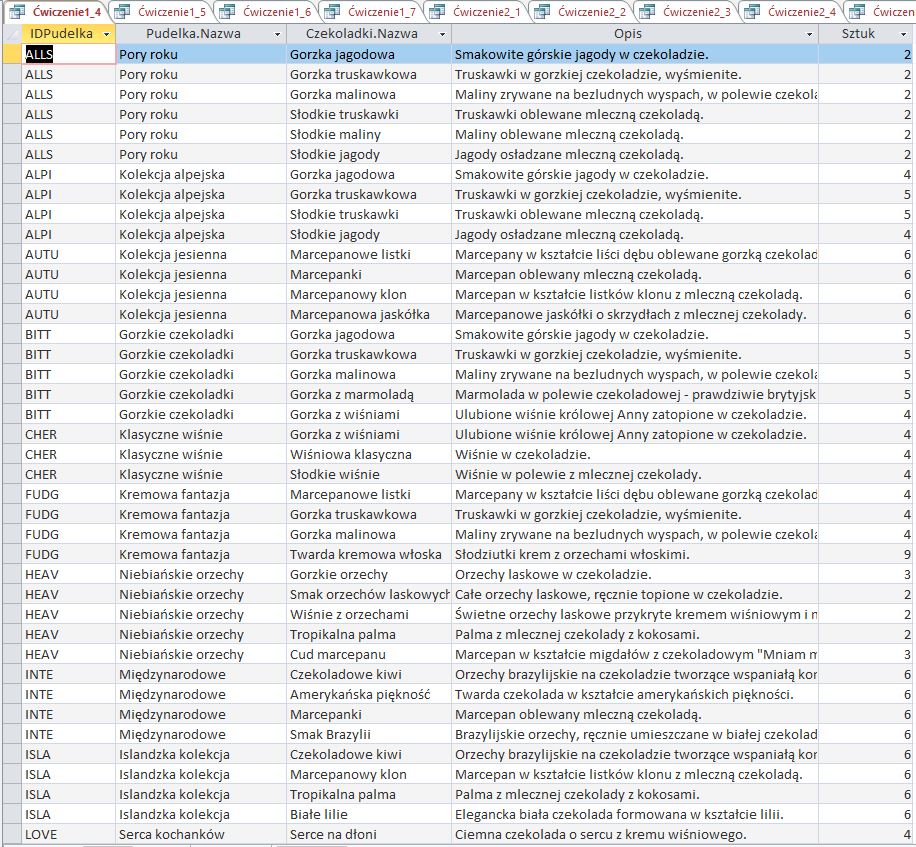 Ćwiczenie1_4 Ćwiczenie1_5 Ćwiczenie1_6 Ćwiczenie1_7 Ćwiczenie2_1 Ćwiczenie2_2 Ćwiczenie2_3 Ćwiczenie2_4 Ćwiczen
IDPudelka Pudelka.Nazwa Czekoladki.Nazwa Opis Sztuk
ALLS Pory roku Gorzka jagodowa Smakowite górskie jagody w czekoladzie. 2
ALLS Pory roku Gorzka truskawkowa Truskawki w gorzkiej czekoladzie, wyśmienite. 2
ALLS Pory roku Gorzka malinowa Maliny zrywane na bezludnych wyspach, w polewie czekola 2
ALLS Pory roku Słodkie truskawki Truskawki oblewane mleczną czekoladą. 2
ALLS Pory roku Słodkie maliny Maliny oblewane mleczną czekoladą. 2
ALLS Pory roku Słodkie jagody Jagody osładzane mleczną czekoladą. 2
ALPI Kolekcja alpejska Gorzka jagodowa Smakowite górskie jagody w czekoladzie. 4
ALPI Kolekcja alpejska Gorzka truskawkowa Truskawki w gorzkiej czekoladzie, wyśmienite. 5
ALPI Kolekcja alpejska Słodkie truskawki Truskawki oblewane mleczną czekoladą. 5
ALPI Kolekcja alpejska Słodkie jagody Jagody osładzane mleczną czekoladą. 4
AUTU Kolekcja jesienna Marcepanowe listki Marcepany w kształcie liści dębu oblewane gorzką czekolad 6
AUTU Kolekcja jesienna Marcepanki Marcepan oblewany mleczną czekoladą. 6
AUTU Kolekcja jesienna Marcepanowy klon Marcepan w kształcie listków klonu z mleczną czekoladą. 6
AUTU Kolekcja jesienna Marcepanowa jaskółka Marcepanowe jaskółki o skrzydłach z mlecznej czekolady. 6
BITT Gorzkie czekoladki Gorzka jagodowa Smakowite górskie jagody w czekoladzie. 5
BITT Gorzkie czekoladki Gorzka truskawkowa Truskawki w gorzkiej czekoladzie, wyśmienite. 5
BITT Gorzkie czekoladki Gorzka malinowa Maliny zrywane na bezludnych wyspach, w polewie czekola 5
BITT Gorzkie czekoladki Gorzka z marmoladą Marmolada w polewie czekoladowej - prawdziwie brytyjsk 5
BITT Gorzkie czekoladki Gorzka z wiśniami Ulubione wiśnie królowej Anny zatopione w czekoladzie. 4
CHER Klasyczne wiśnie Gorzka z wiśniami Ulubione wiśnie królowej Anny zatopione w czekoladzie. 4
CHER Klasyczne wiśnie Wiśniowa klasyczna Wiśnie w czekoladzie. 4
CHER Klasyczne wiśnie Słodkie wiśnie Wiśnie w polewie z mlecznej czekolady. 4
FUDG Kremowa fantazja Marcepanowe listki Marcepany w kształcie liści dębu oblewane gorzką czekolad 4
FUDG Kremowa fantazja Gorzka truskawkowa Truskawki w gorzkiej czekoladzie, wyśmienite. 4
FUDG Kremowa fantazja Gorzka malinowa Maliny zrywane na bezludnych wyspach, w polewie czekola 4
FUDG Kremowa fantazja Twarda kremowa włoska Słodziutki krem z orzechami włoskimi. 9
HEAV Niebiańskie orzechy Gorzkie orzechy Orzechy laskowe w czekoladzie. 3
HEAV Niebiańskie orzechy Smak orzechów laskowych Całe orzechy laskowe, ręcznie topione w czekoladzie. 2
HEAV Niebiańskie orzechy Wiśnie z orzechami Świetne orzechy laskowe przykryte kremem wiśniowym i n 2
HEAV Niebiańskie orzechy Tropikalna palma Palma z mlecznej czekolady z kokosami. 2
HEAV Niebiańskie orzechy Cud marcepanu Marcepan w kształcie migdałów z czekoladowym "Mniam m 3
INTE Międzynarodowe Czekoladowe kiwi Orzechy brazylijskie na czekoladzie tworzące wspaniałą kor 6
INTE Międzynarodowe Amerykańska piękność Twarda czekolada w kształcie amerykańskich piękności. 6
INTE Międzynarodowe Marcepanki Marcepan oblewany mleczną czekoladą. 6
INTE Międzynarodowe Smak Brazylii Brazylijskie orzechy, ręcznie umieszczane w białej czekolad 6
ISLA Islandzka kolekcja Czekoladowe kiwi Orzechy brazylijskie na czekoladzie tworzące wspaniałą kor 6
ISLA Islandzka kolekcja Marcepanowy klon Marcepan w kształcie listków klonu z mleczną czekoladą. 6
ISLA Islandzka kolekcja Tropikalna palma Palma z mlecznej czekolady z kokosami. 6
ISLA Islandzka kolekcja Białe lilie Elegancka biała czekolada formowana w kształcie lilii. 6
LOVE Serca kochanków Serce na dłoni Ciemna czekolada o sercu z kremu wiśniowego. 4